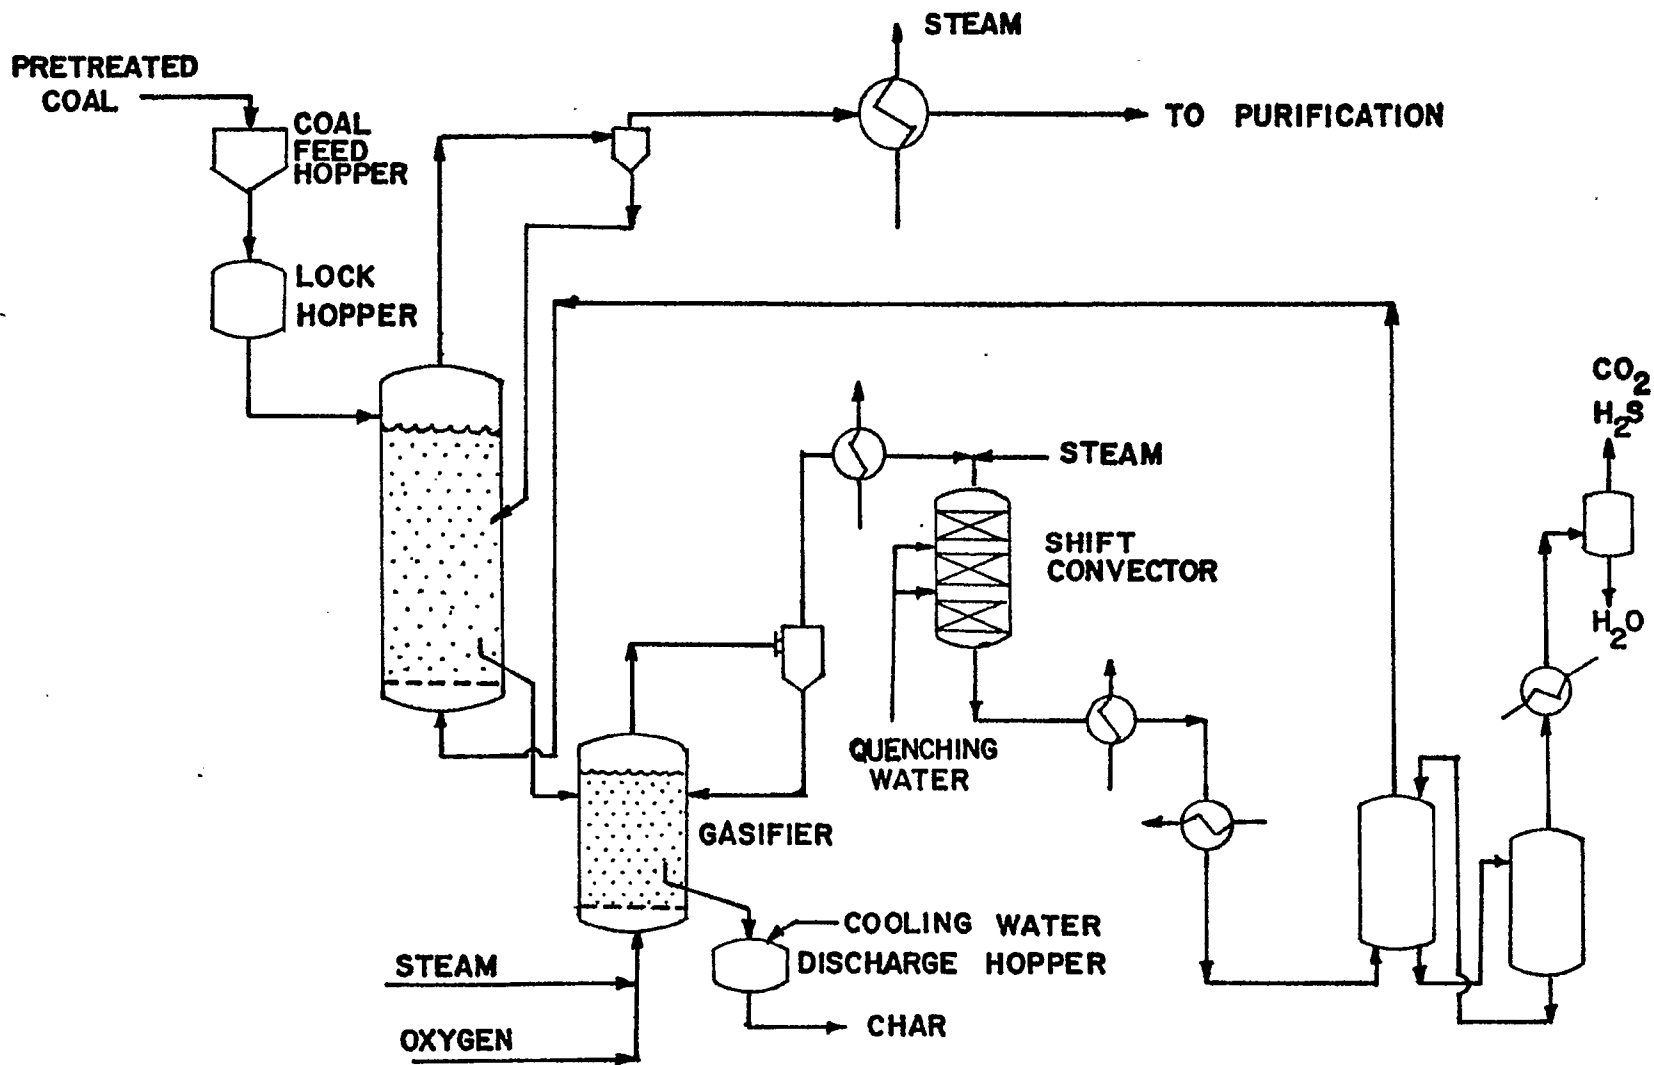 STEAM
PRETREATED
COAL
TO PURIFICATION
COAL
FEED
HOPPER
LOCK
HOPPER
CO2
H2S
STEAM
SHIFT
CONVECTOR
H2O
QUENCHING
WATER
GASIFIER
COOLING WATER
DISCHARGE HOPPER
STEAM
CHAR
OXYGEN